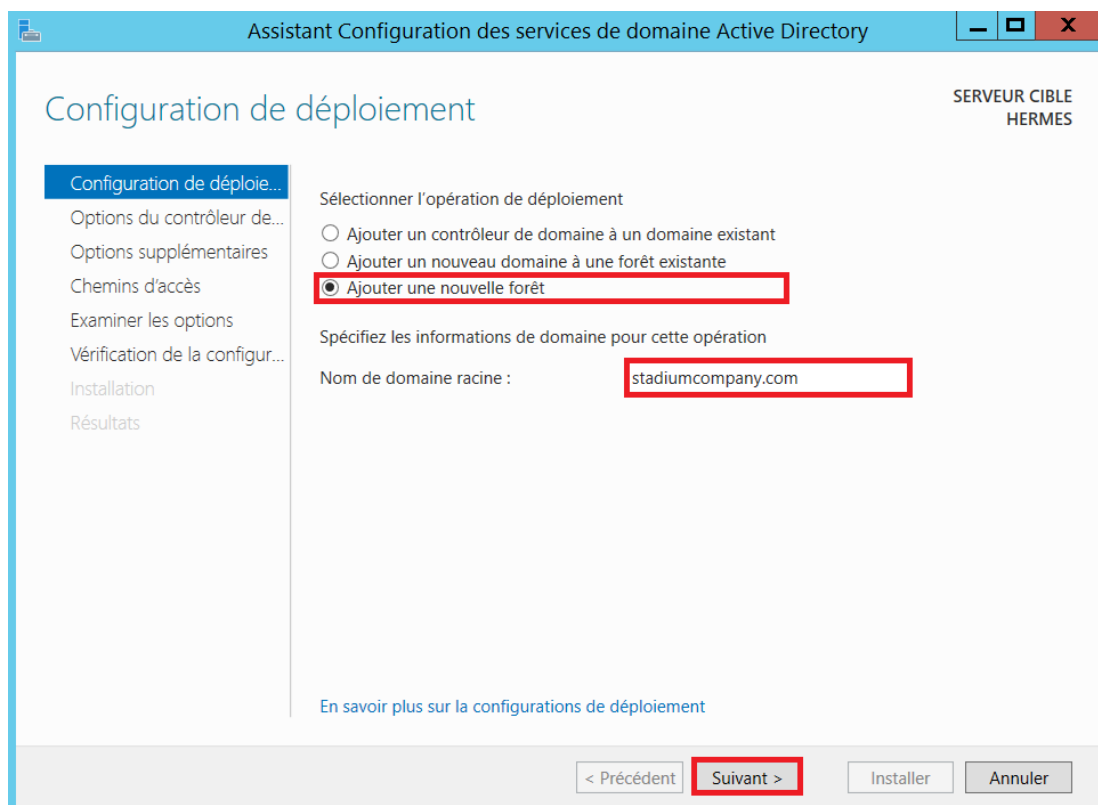 Assistant Configuration des services de domaine Active Directory
Configuration de déploiement
SERVEUR CIBLE
HERMES
Configuration de déploie...
Options du contrôleur de...
Options supplémentaires
Chemins d'accès
Examiner les options
Vérification de la configur...
Installation
Résultats
Sélectionner l'opération de déploiement
Ajouter un contrôleur de domaine à un domaine existant
Ajouter un nouveau domaine à une forêt existante
Ajouter une nouvelle forêt
Spécifiez les informations de domaine pour cette opération
Nom de domaine racine : stadiumcompany.com
En savoir plus sur la configurations de déploiement
< Précédent Suivant > Installer Annuler